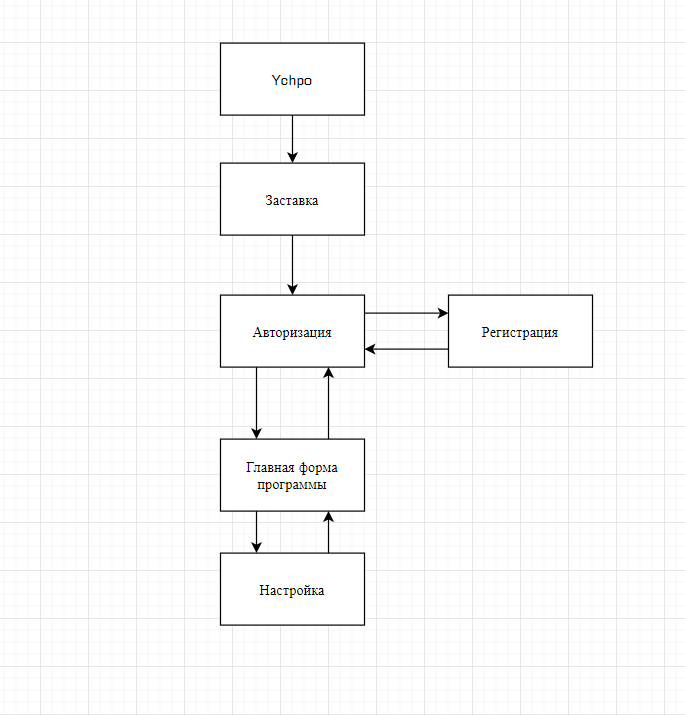 Ychpo
Заставка
Авторизация
Регистрация
Главная форма
программы
Настройка